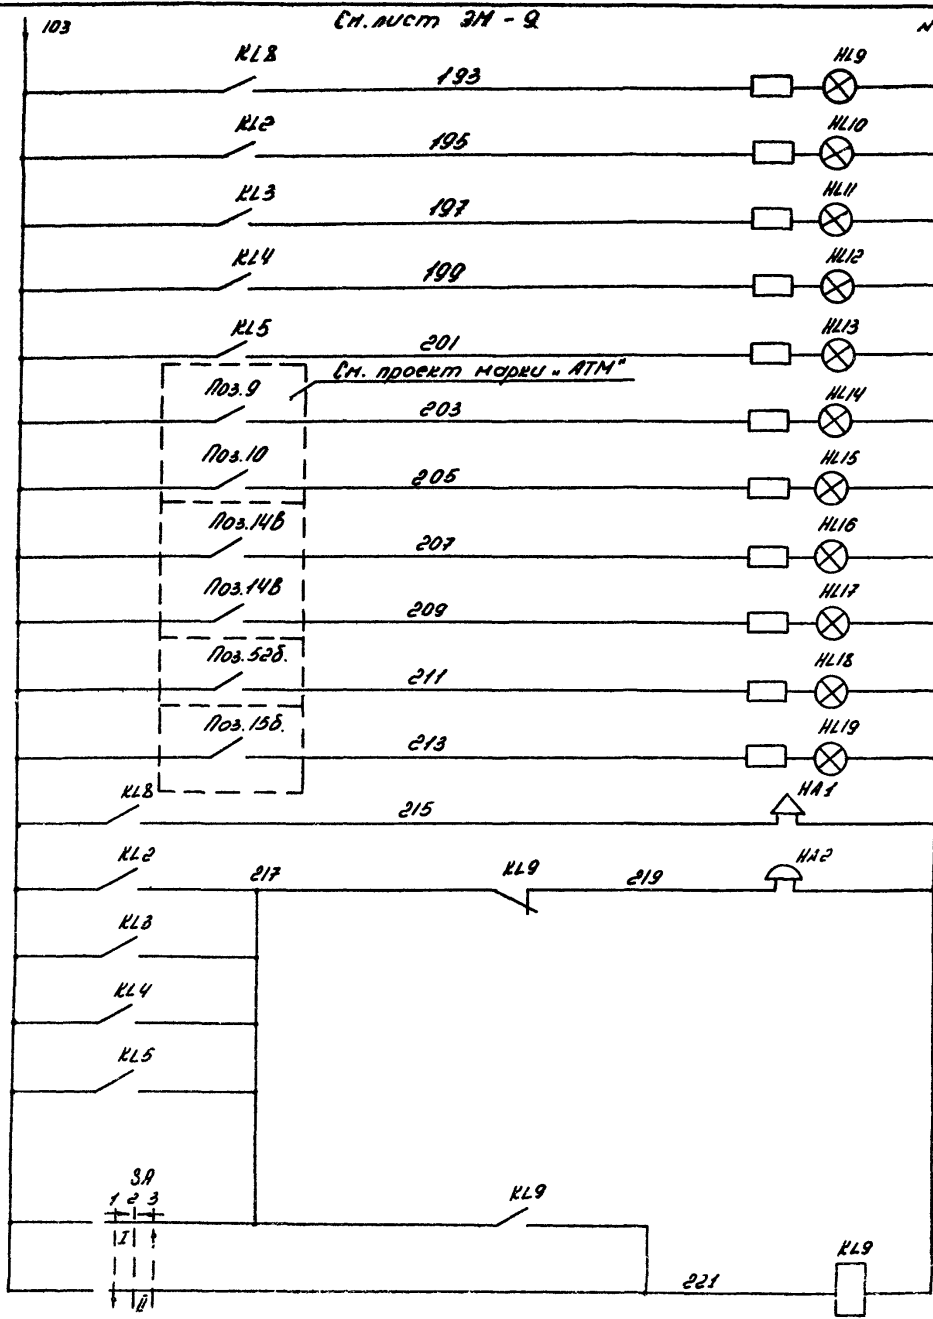 103 См. лист ЭМ-9 N
KL8 193 HL9
KL2 195 HL10
KL3 197 HL11
KL4 199 HL12
KL5 201 HL13
См. проект марки „АТМ"
Поз.9 203 HL14
Поз.10 205 HL15
Поз.14в 207 HL16
Поз.14в 209 HL17
Поз.52б. 211 HL18
Поз.15б. 213 HL19
KL8 215 HA1
KL2 217 KL9 219 HA2
KL3
KL4
KL5
SA KL9
1 2 3
I
KL9
221
II